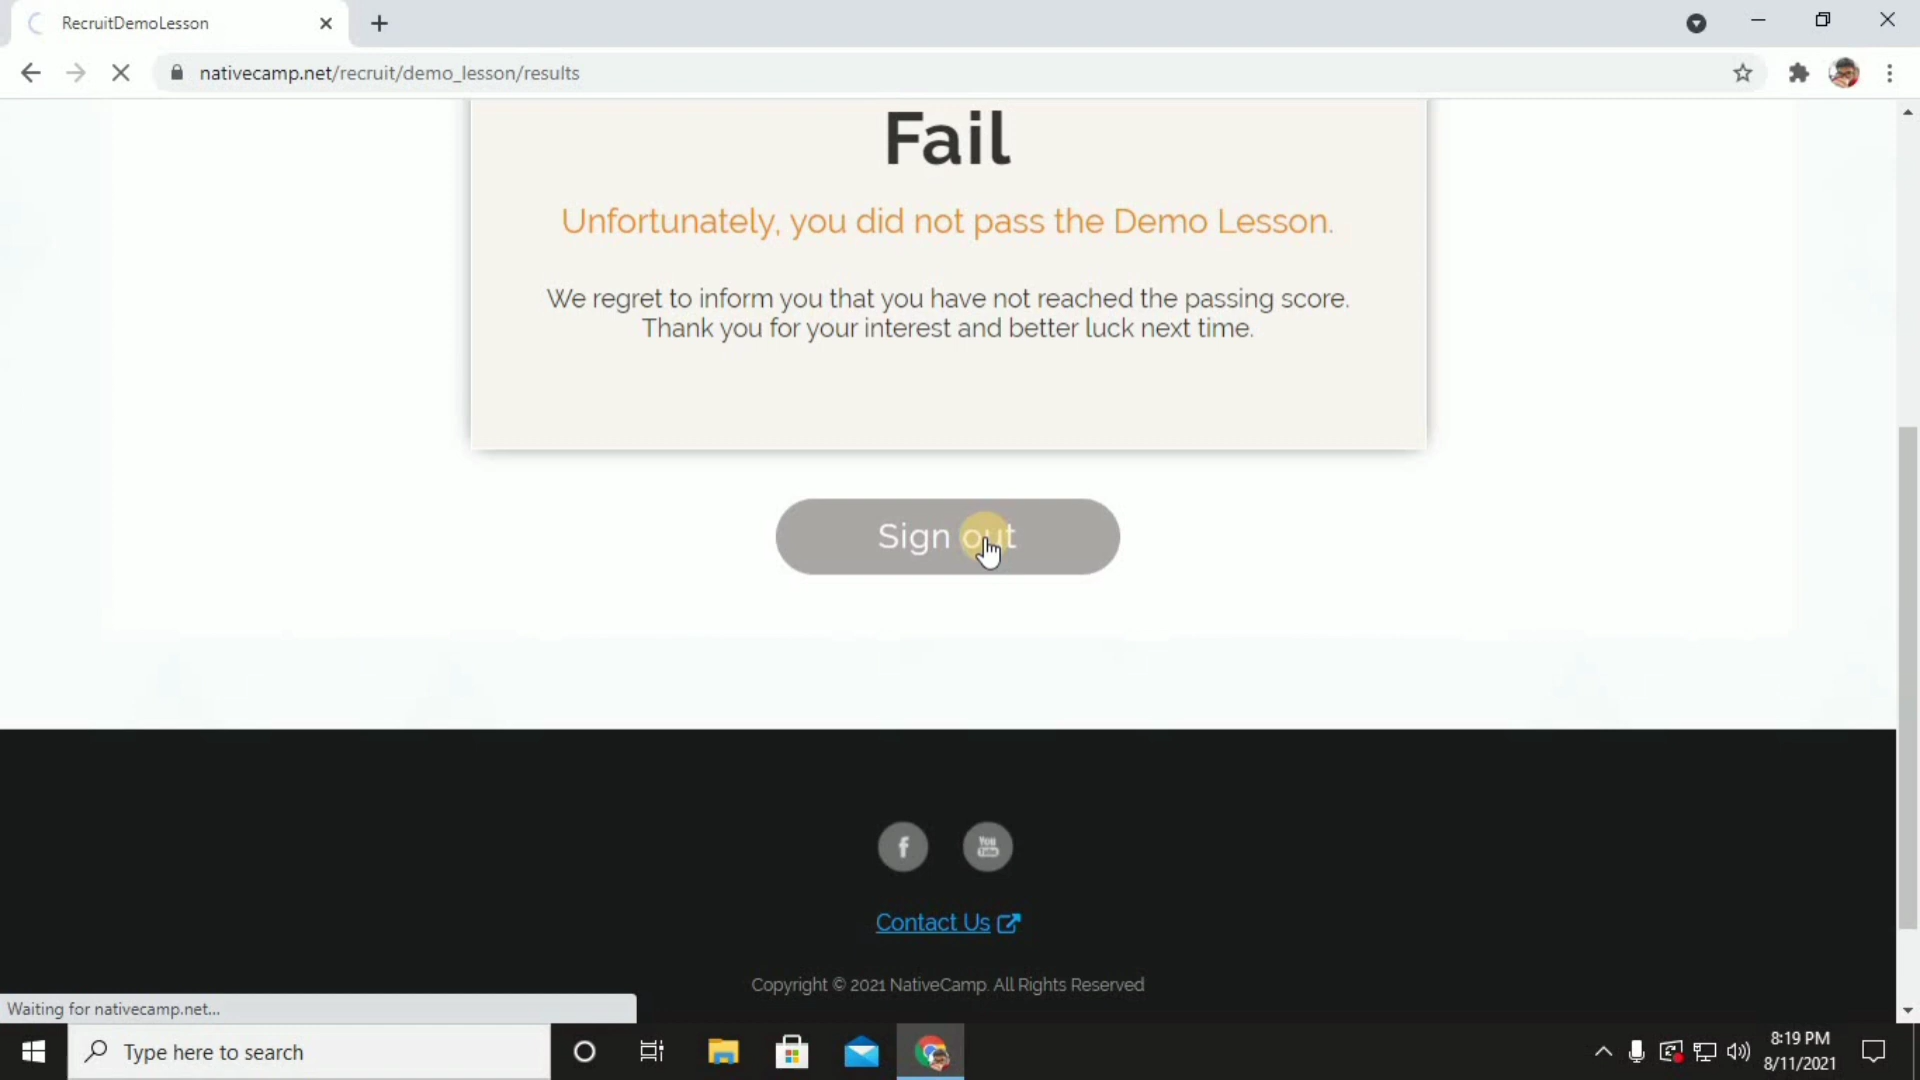 RecruitDemoLesson
nativecamp.net/recruit/demo_lesson/results
Fail
Unfortunately, you did not pass the Demo Lesson.
We regret to inform you that you have not reached the passing score.
Thank you for your interest and better luck next time.
Sign out
f
You
Tube
Contact Us
Copyright © 2021 NativeCamp. All Rights Reserved
Waiting for nativecamp.net...
Type here to search
8:19 PM
8/11/2021